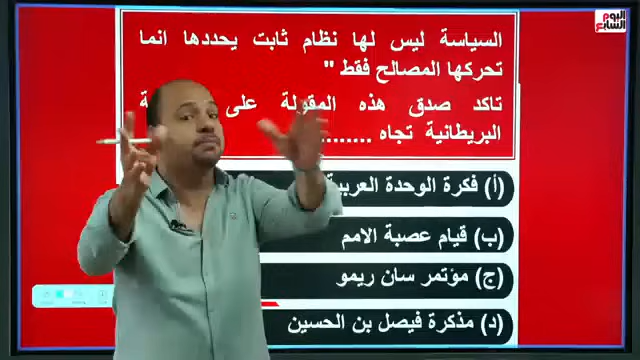 اليوم السابع
السياسة ليس لها نظام ثابت يحددها انما
تحركها المصالح فقط "
تاكد صدق هذه المقولة على
البريطانية تجاه ..........
(أ) فكرة الوحدة العربية
(ب) قيام عصبة الامم
(ج) مؤتمر سان ريمو
(د) مذكرة فيصل بن الحسين